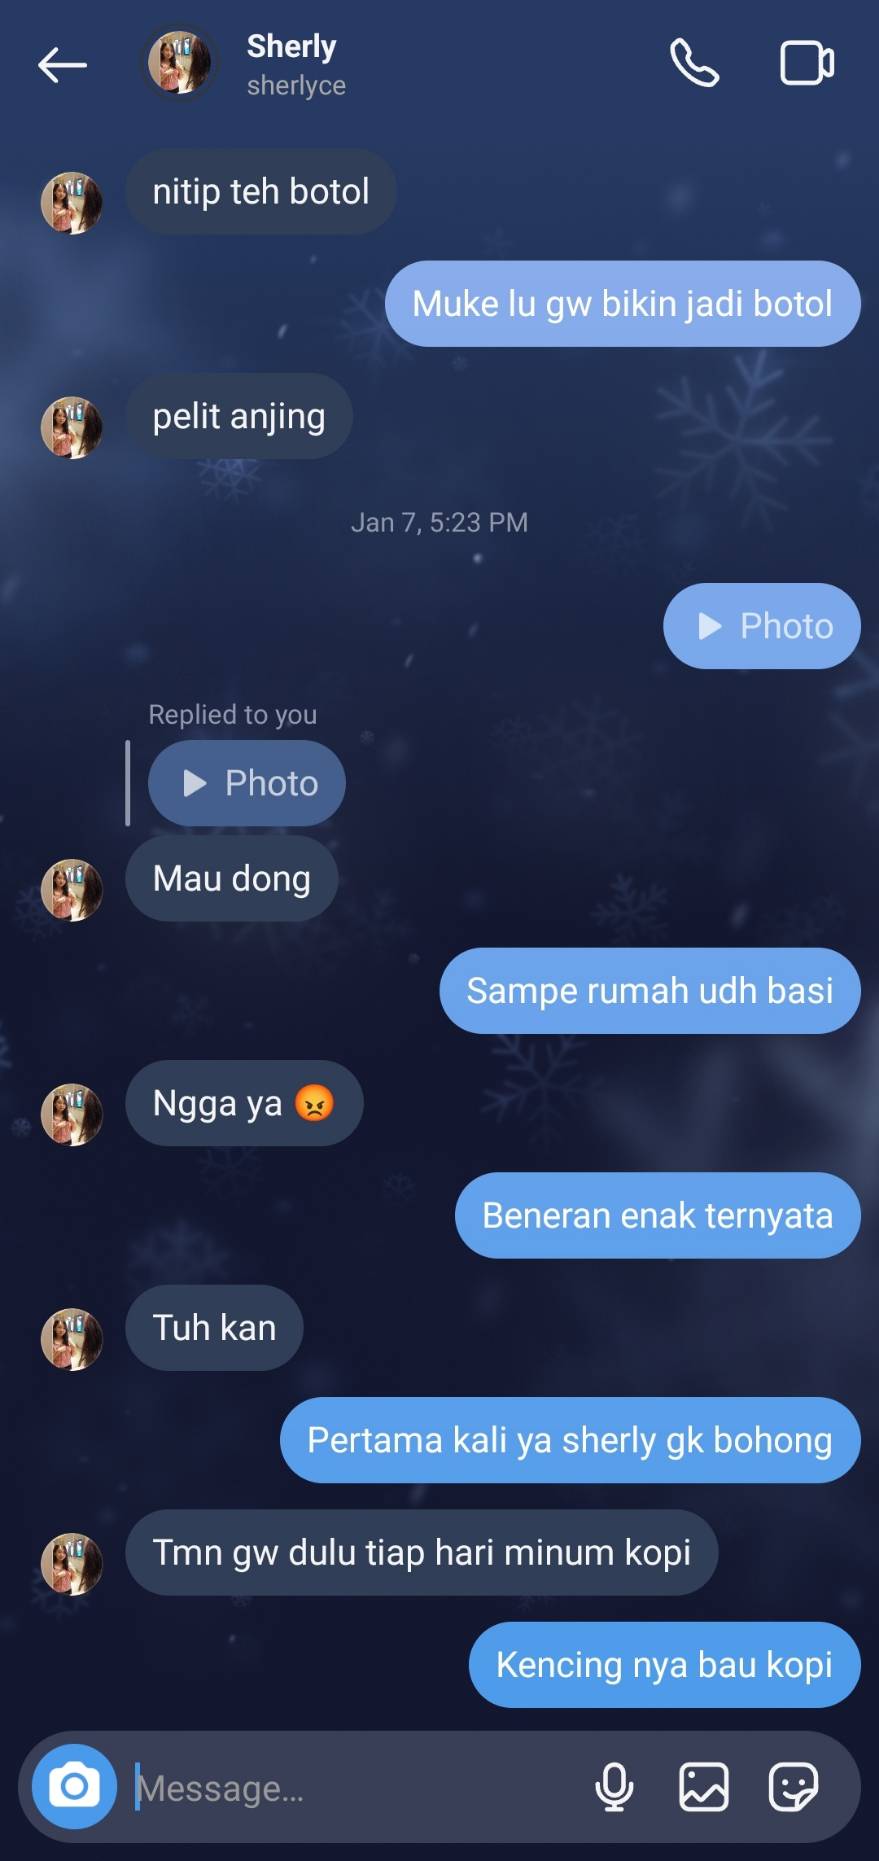 Sherly
sherlyce
nitip teh botol
Muke lu gw bikin jadi botol
pelit anjing
Jan 7, 5:23 PM
Photo
Replied to you
Photo
Mau dong
Sampe rumah udh basi
Ngga ya 😡
Beneran enak ternyata
Tuh kan
Pertama kali ya sherly gk bohong
Tmn gw dulu tiap hari minum kopi
Kencing nya bau kopi
Message...